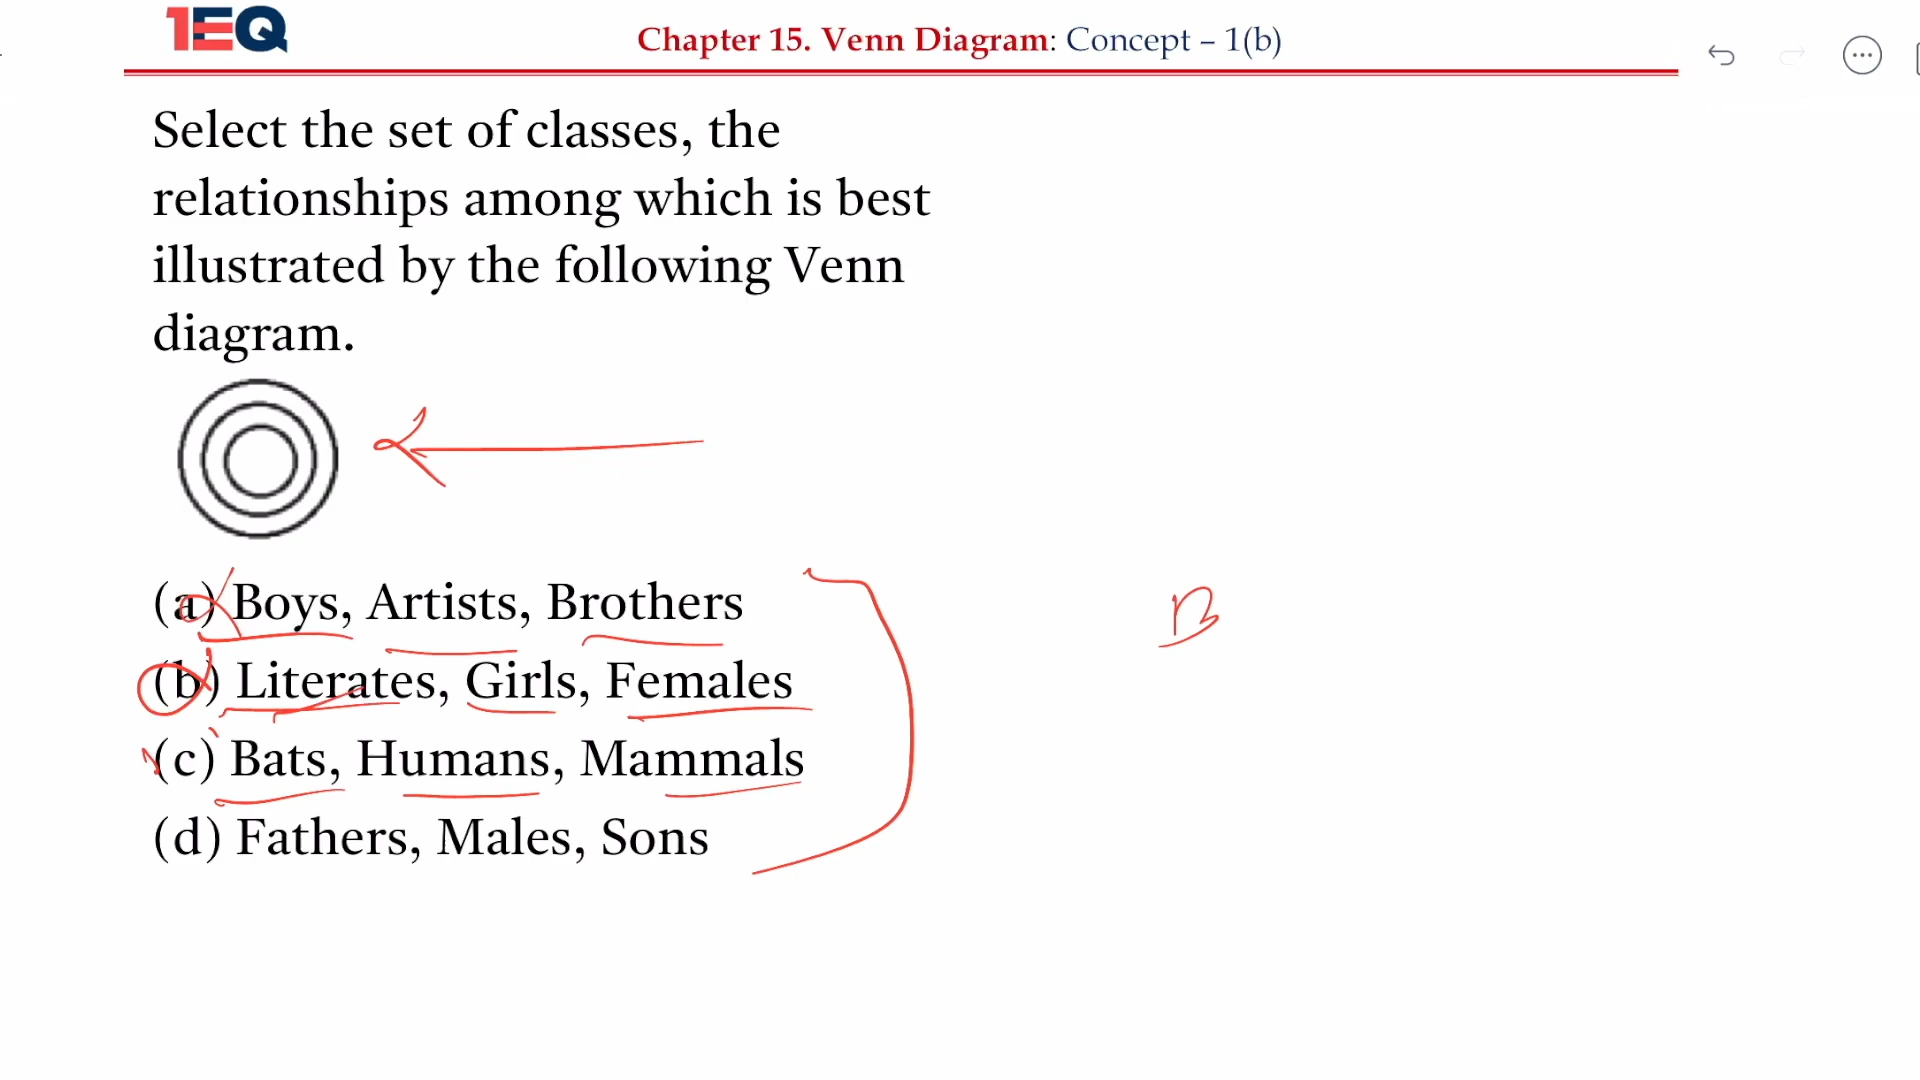 1EQ
Chapter 15. Venn Diagram: Concept – 1(b)
Select the set of classes, the
relationships among which is best
illustrated by the following Venn
diagram.
(a) Boys, Artists, Brothers
B
(b) Literates, Girls, Females
(c) Bats, Humans, Mammals
(d) Fathers, Males, Sons